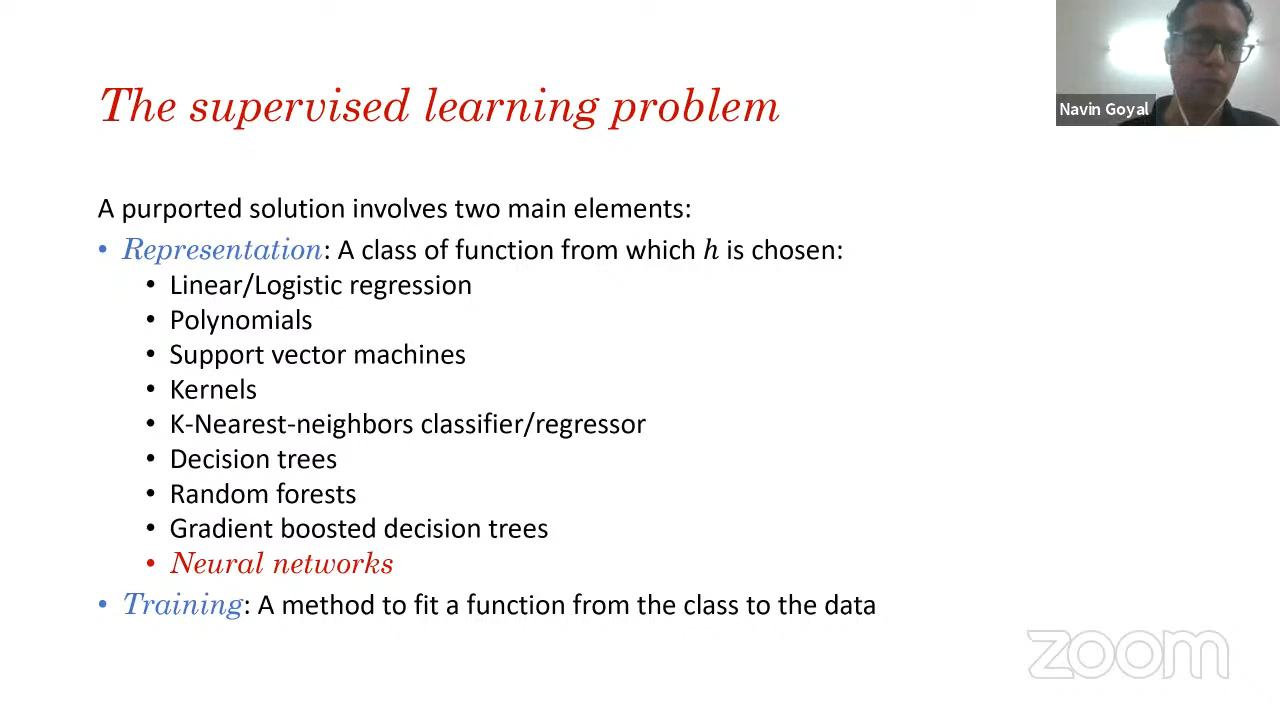 The supervised learning problem
Navin Goyal
A purported solution involves two main elements:
• Representation: A class of function from which h is chosen:
• Linear/Logistic regression
• Polynomials
• Support vector machines
• Kernels
• K-Nearest-neighbors classifier/regressor
• Decision trees
• Random forests
• Gradient boosted decision trees
• Neural networks
• Training: A method to fit a function from the class to the data
zoom